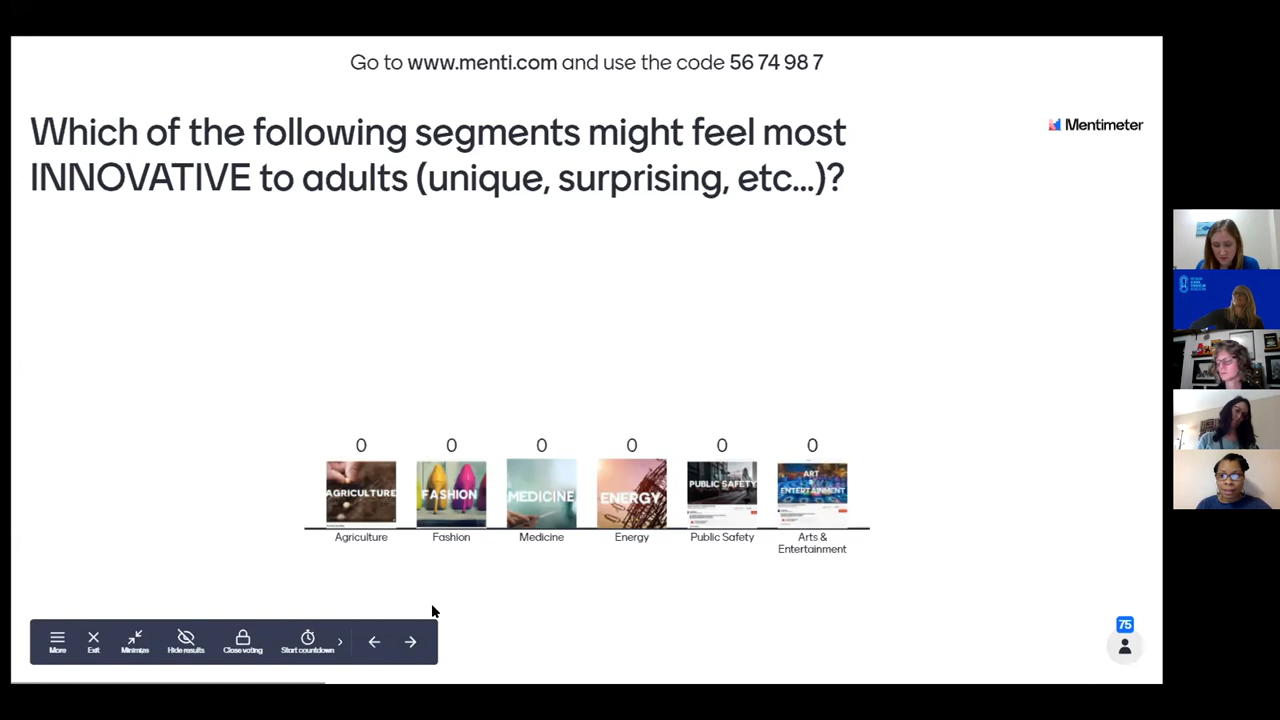 Go to www.menti.com and use the code 56 74 98 7
Which of the following segments might feel most
INNOVATIVE to adults (unique, surprising, etc...)?
Mentimeter
0 0 0 0 0 0
AGRICULTURE FASHION MEDICINE ENERGY PUBLIC SAFETY ART & ENTERTAINMENT
Agriculture Fashion Medicine Energy Public Safety Arts &
Entertainment
More Exit Minimize Hide results Close voting Start countdown
75